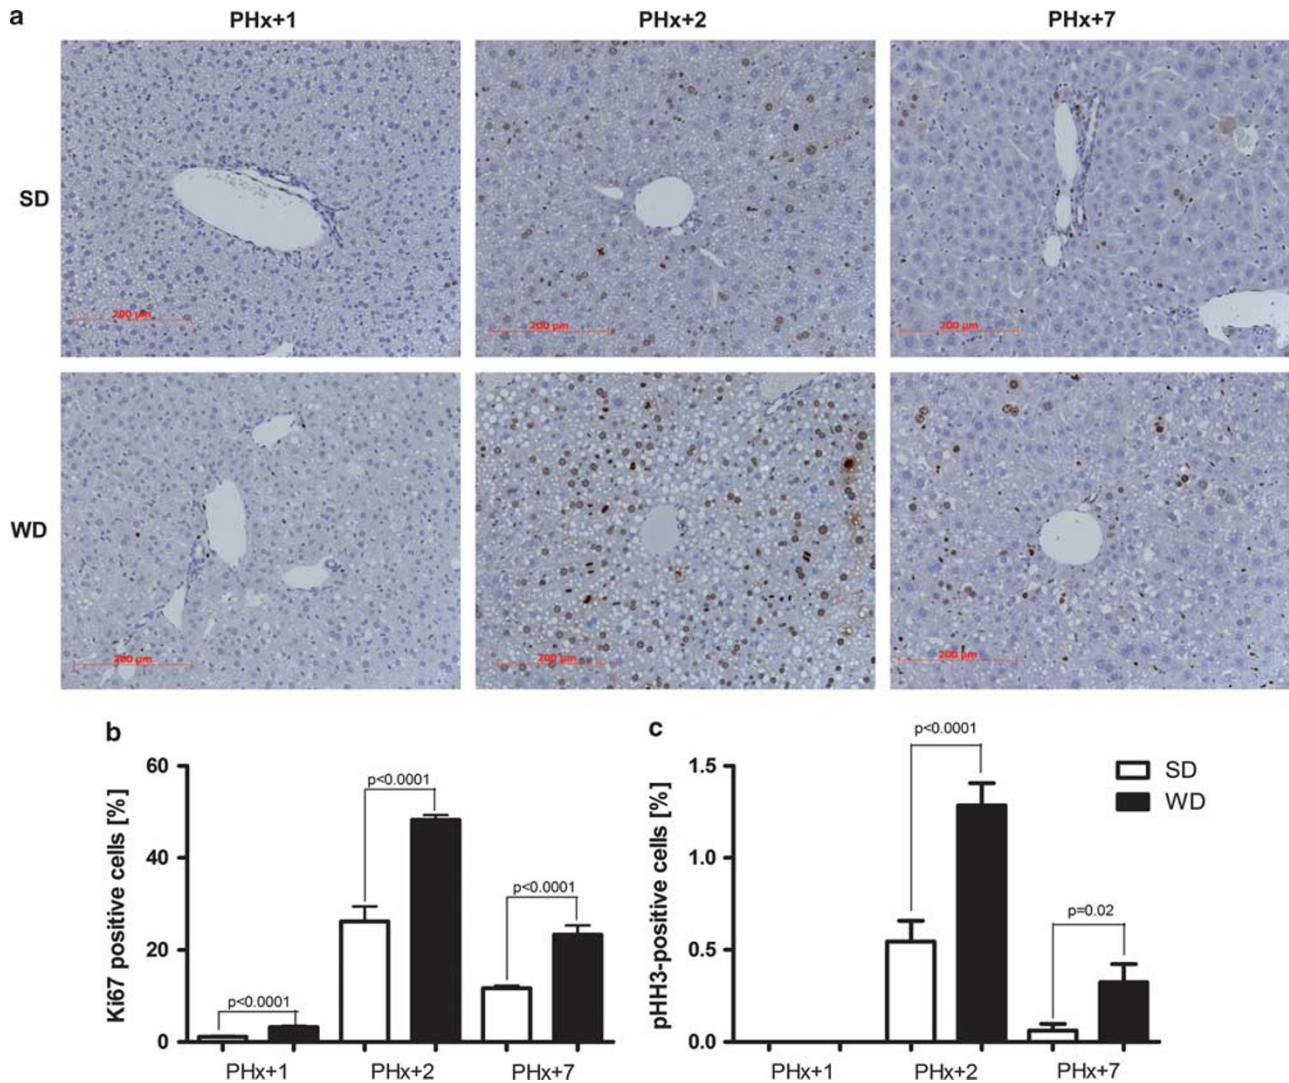 a
PHx+1 PHx+2 PHx+7
SD
200 µm 200 µm 200 µm
WD
200 µm 200 µm 200 µm
b
Ki67 positive cells [%]
60
40
20
0
p<0.0001
p<0.0001
p<0.0001
PHx+1 PHx+2 PHx+7
c
pHH3-positive cells [%]
1.5
1.0
0.5
0.0
p<0.0001
p=0.02
PHx+1 PHx+2 PHx+7
SD
WD